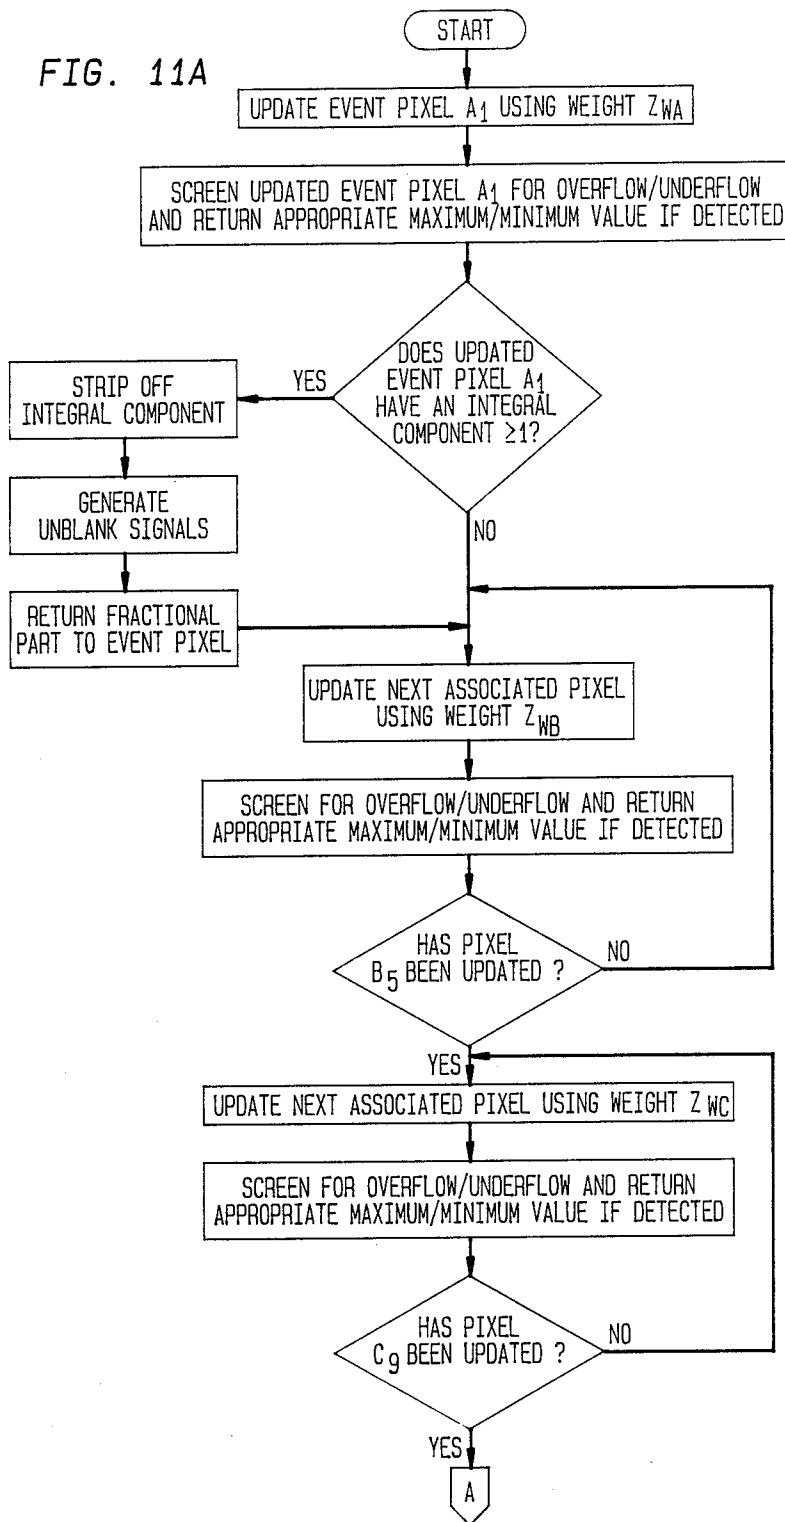 START
FIG. 11A
UPDATE EVENT PIXEL A1 USING WEIGHT ZWA
SCREEN UPDATED EVENT PIXEL A1 FOR OVERFLOW/UNDERFLOW
AND RETURN APPROPRIATE MAXIMUM/MINIMUM VALUE IF DETECTED
DOES UPDATED
EVENT PIXEL A1
HAVE AN INTEGRAL
COMPONENT ≥1?
YES
STRIP OFF
INTEGRAL COMPONENT
GENERATE
UNBLANK SIGNALS
RETURN FRACTIONAL
PART TO EVENT PIXEL
NO
UPDATE NEXT ASSOCIATED PIXEL
USING WEIGHT ZWB
SCREEN FOR OVERFLOW/UNDERFLOW AND RETURN
APPROPRIATE MAXIMUM/MINIMUM VALUE IF DETECTED
HAS PIXEL
B5 BEEN UPDATED ?
NO
YES
UPDATE NEXT ASSOCIATED PIXEL USING WEIGHT ZWC
SCREEN FOR OVERFLOW/UNDERFLOW AND RETURN
APPROPRIATE MAXIMUM/MINIMUM VALUE IF DETECTED
HAS PIXEL
C9 BEEN UPDATED ?
NO
YES
A